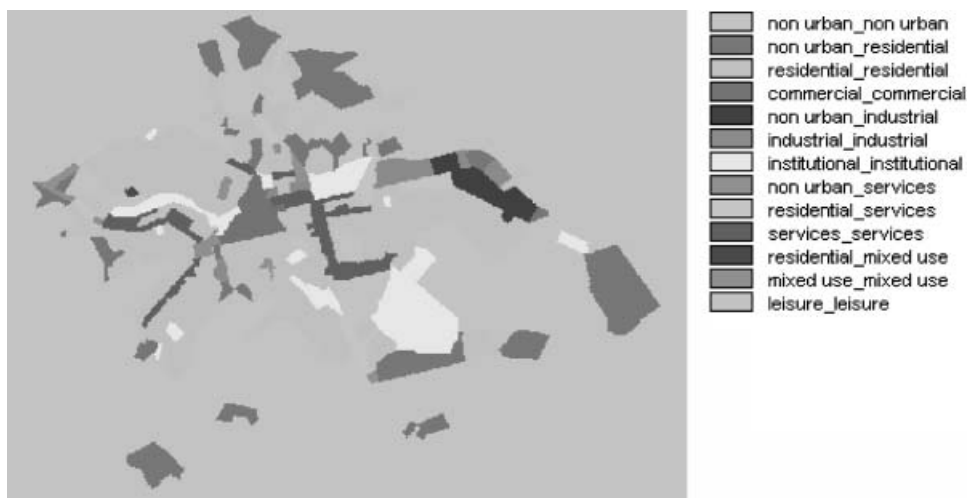 non urban_non urban
non urban_residential
residential_residential
commercial_commercial
non urban_industrial
industrial_industrial
institutional_institutional
non urban_services
residential_services
services_services
residential_mixed use
mixed use_mixed use
leisure_leisure